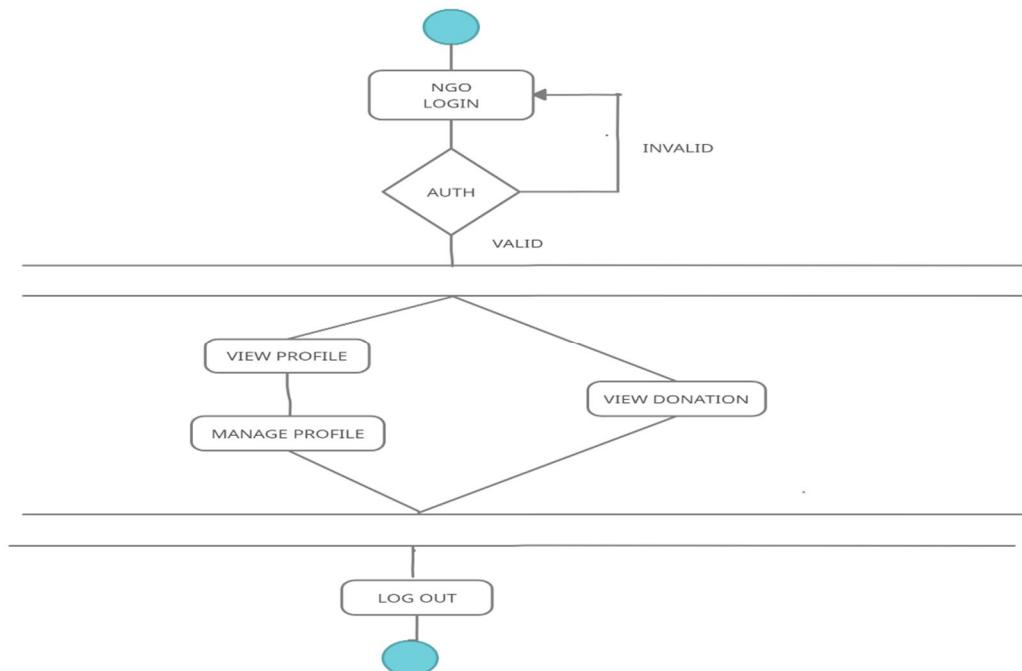 NGO
LOGIN
INVALID
AUTH
VALID
VIEW PROFILE
VIEW DONATION
MANAGE PROFILE
LOG OUT